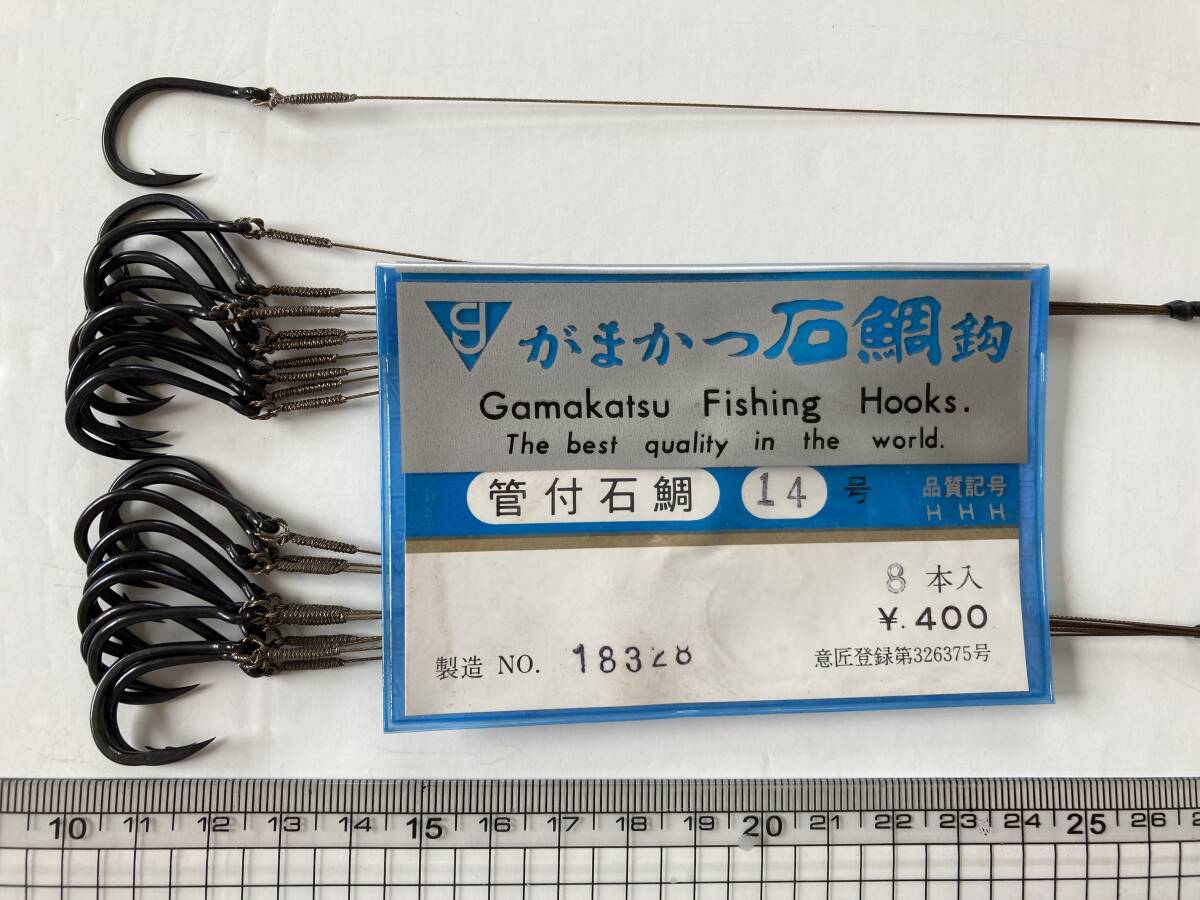 がまかつ石鯛鈎
Gamakatsu Fishing Hooks.
The best quality in the world.
管付石鯛 14 号 品質記号
H H H
8 本入
¥.400
製造 NO. 18328 意匠登録第326375号
10 11 12 13 14 15 16 17 18 19 20 21 22 23 24 25 26